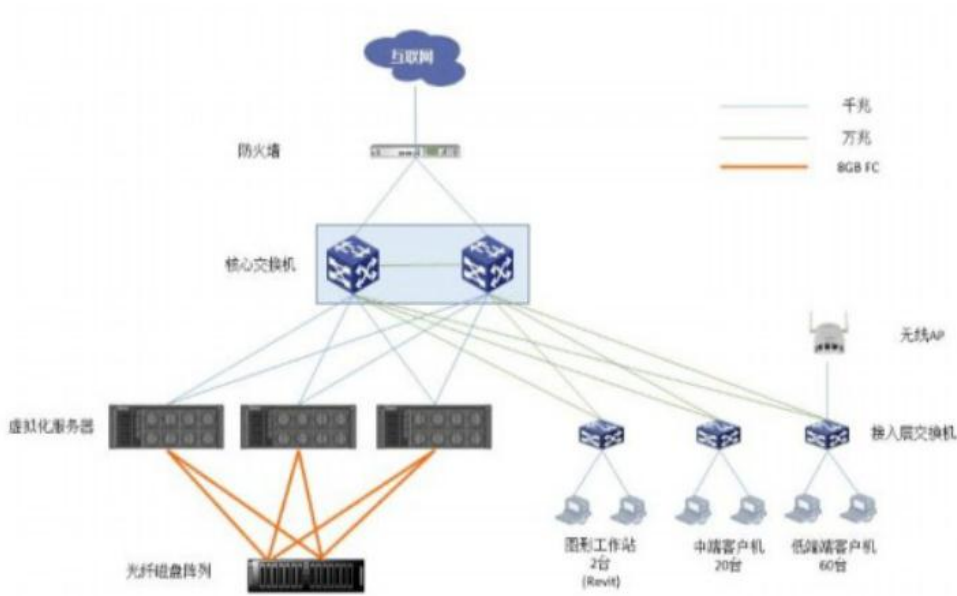 互联网
千兆
防火墙
万兆
8GB FC
核心交换机
无线AP
虚拟化服务器
接入层交换机
图形工作站
2台
(Revit)
中端客户机
20台
低端端客户机
60台
光纤磁盘阵列